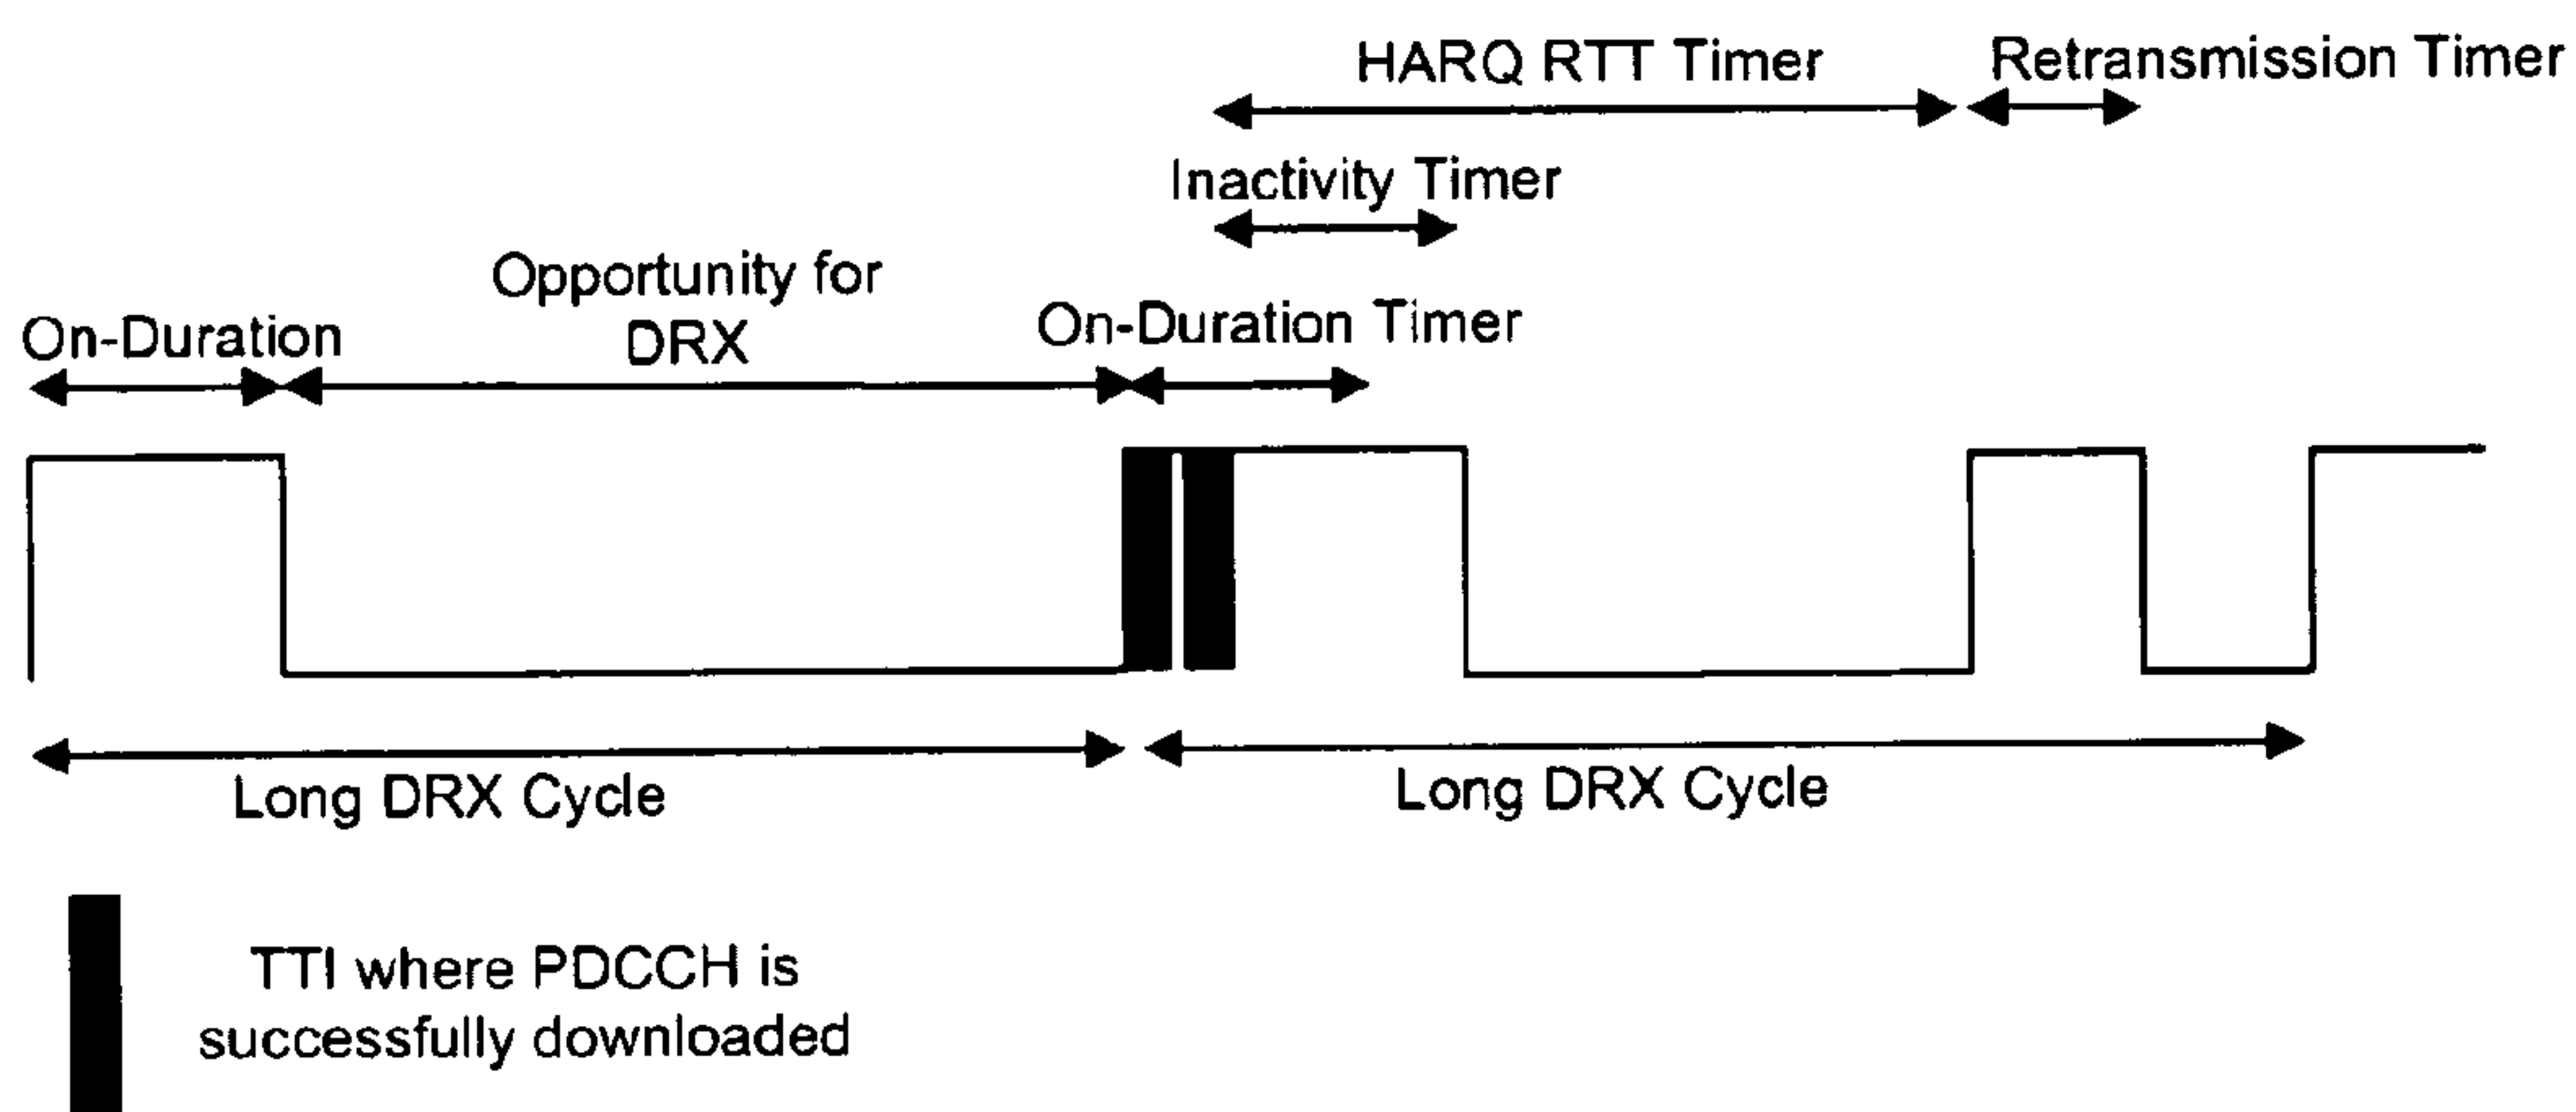 HARQ RTT Timer
Retransmission Timer
Inactivity Timer
Opportunity for
DRX
On-Duration
On-Duration Timer
Long DRX Cycle
Long DRX Cycle
TTI where PDCCH is
successfully downloaded